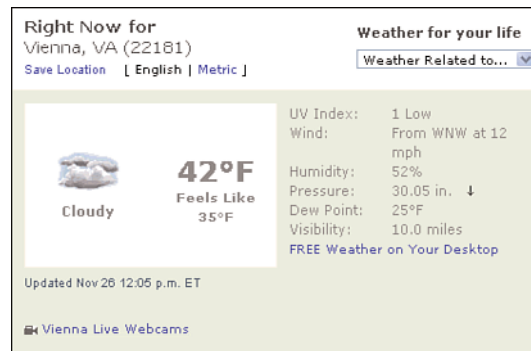 Right Now for
Vienna, VA (22181)
Save Location [ English | Metric ]
Weather for your life
Weather Related to...
Cloudy
42°F
Feels Like
35°F
UV Index: 1 Low
Wind: From WNW at 12
mph
Humidity: 52%
Pressure: 30.05 in. ↓
Dew Point: 25°F
Visibility: 10.0 miles
FREE Weather on Your Desktop
Updated Nov 26 12:05 p.m. ET
Vienna Live Webcams